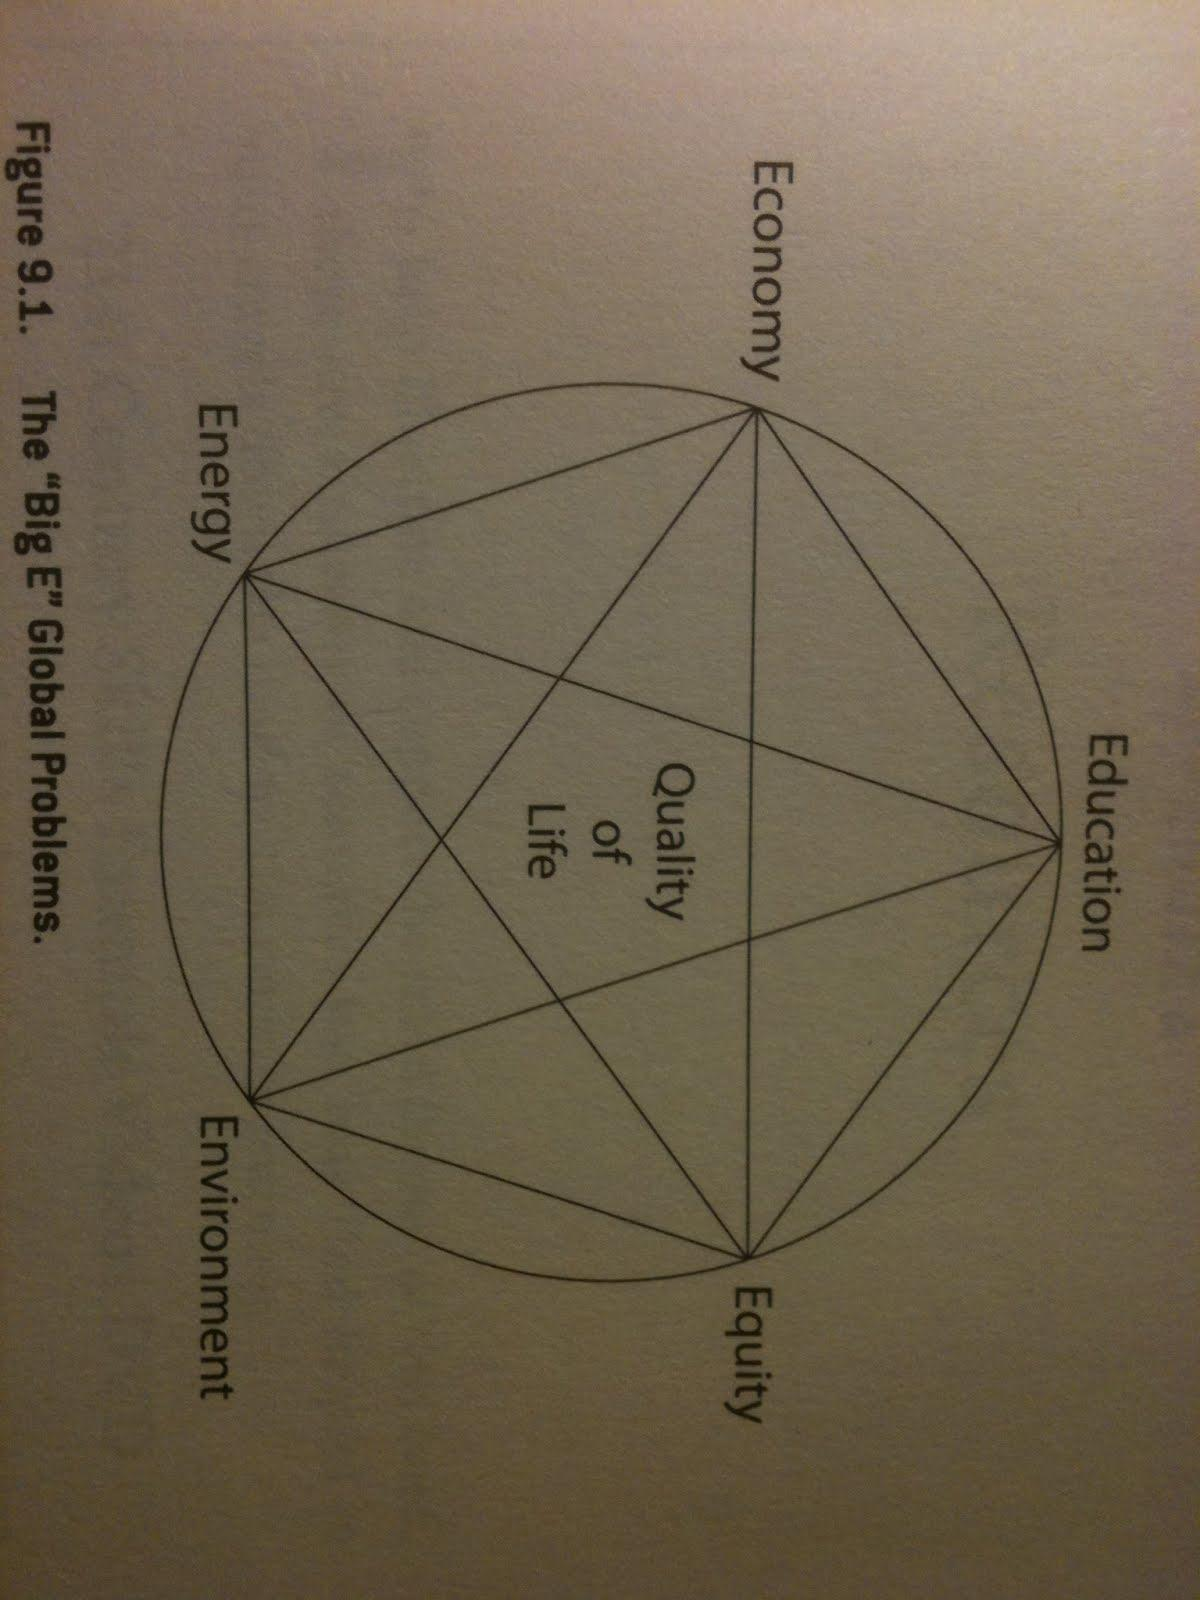 Education
Economy
Equity
Quality
of
Life
Energy
Environment
Figure 9.1. The “Big E” Global Problems.